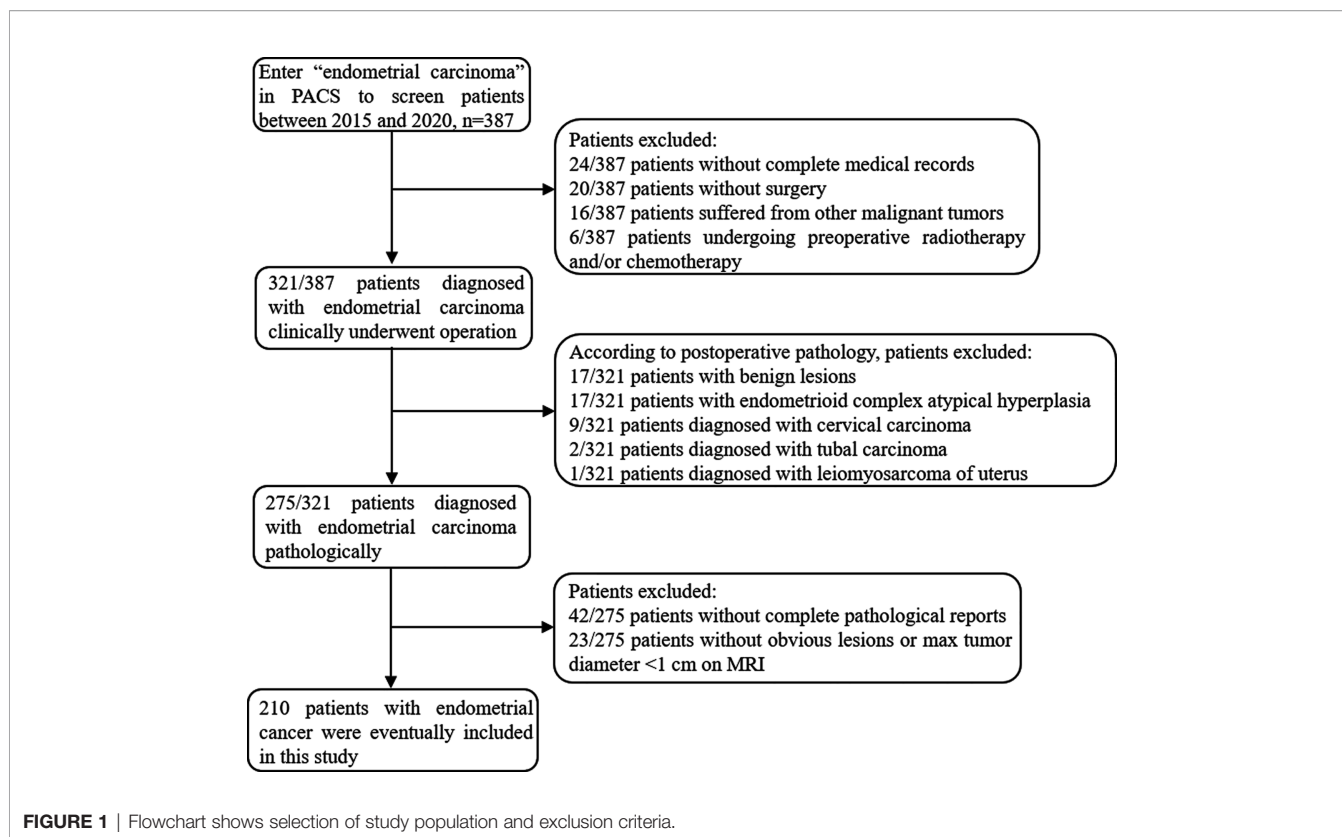 Enter “endometrial carcinoma”
in PACS to screen patients
between 2015 and 2020, n=387
Patients excluded:
24/387 patients without complete medical records
20/387 patients without surgery
16/387 patients suffered from other malignant tumors
6/387 patients undergoing preoperative radiotherapy
and/or chemotherapy
321/387 patients diagnosed
with endometrial carcinoma
clinically underwent operation
According to postoperative pathology, patients excluded:
17/321 patients with benign lesions
17/321 patients with endometrioid complex atypical hyperplasia
9/321 patients diagnosed with cervical carcinoma
2/321 patients diagnosed with tubal carcinoma
1/321 patients diagnosed with leiomyosarcoma of uterus
275/321 patients diagnosed
with endometrial carcinoma
pathologically
Patients excluded:
42/275 patients without complete pathological reports
23/275 patients without obvious lesions or max tumor
diameter <1 cm on MRI
210 patients with endometrial
cancer were eventually included
in this study
FIGURE 1 | Flowchart shows selection of study population and exclusion criteria.